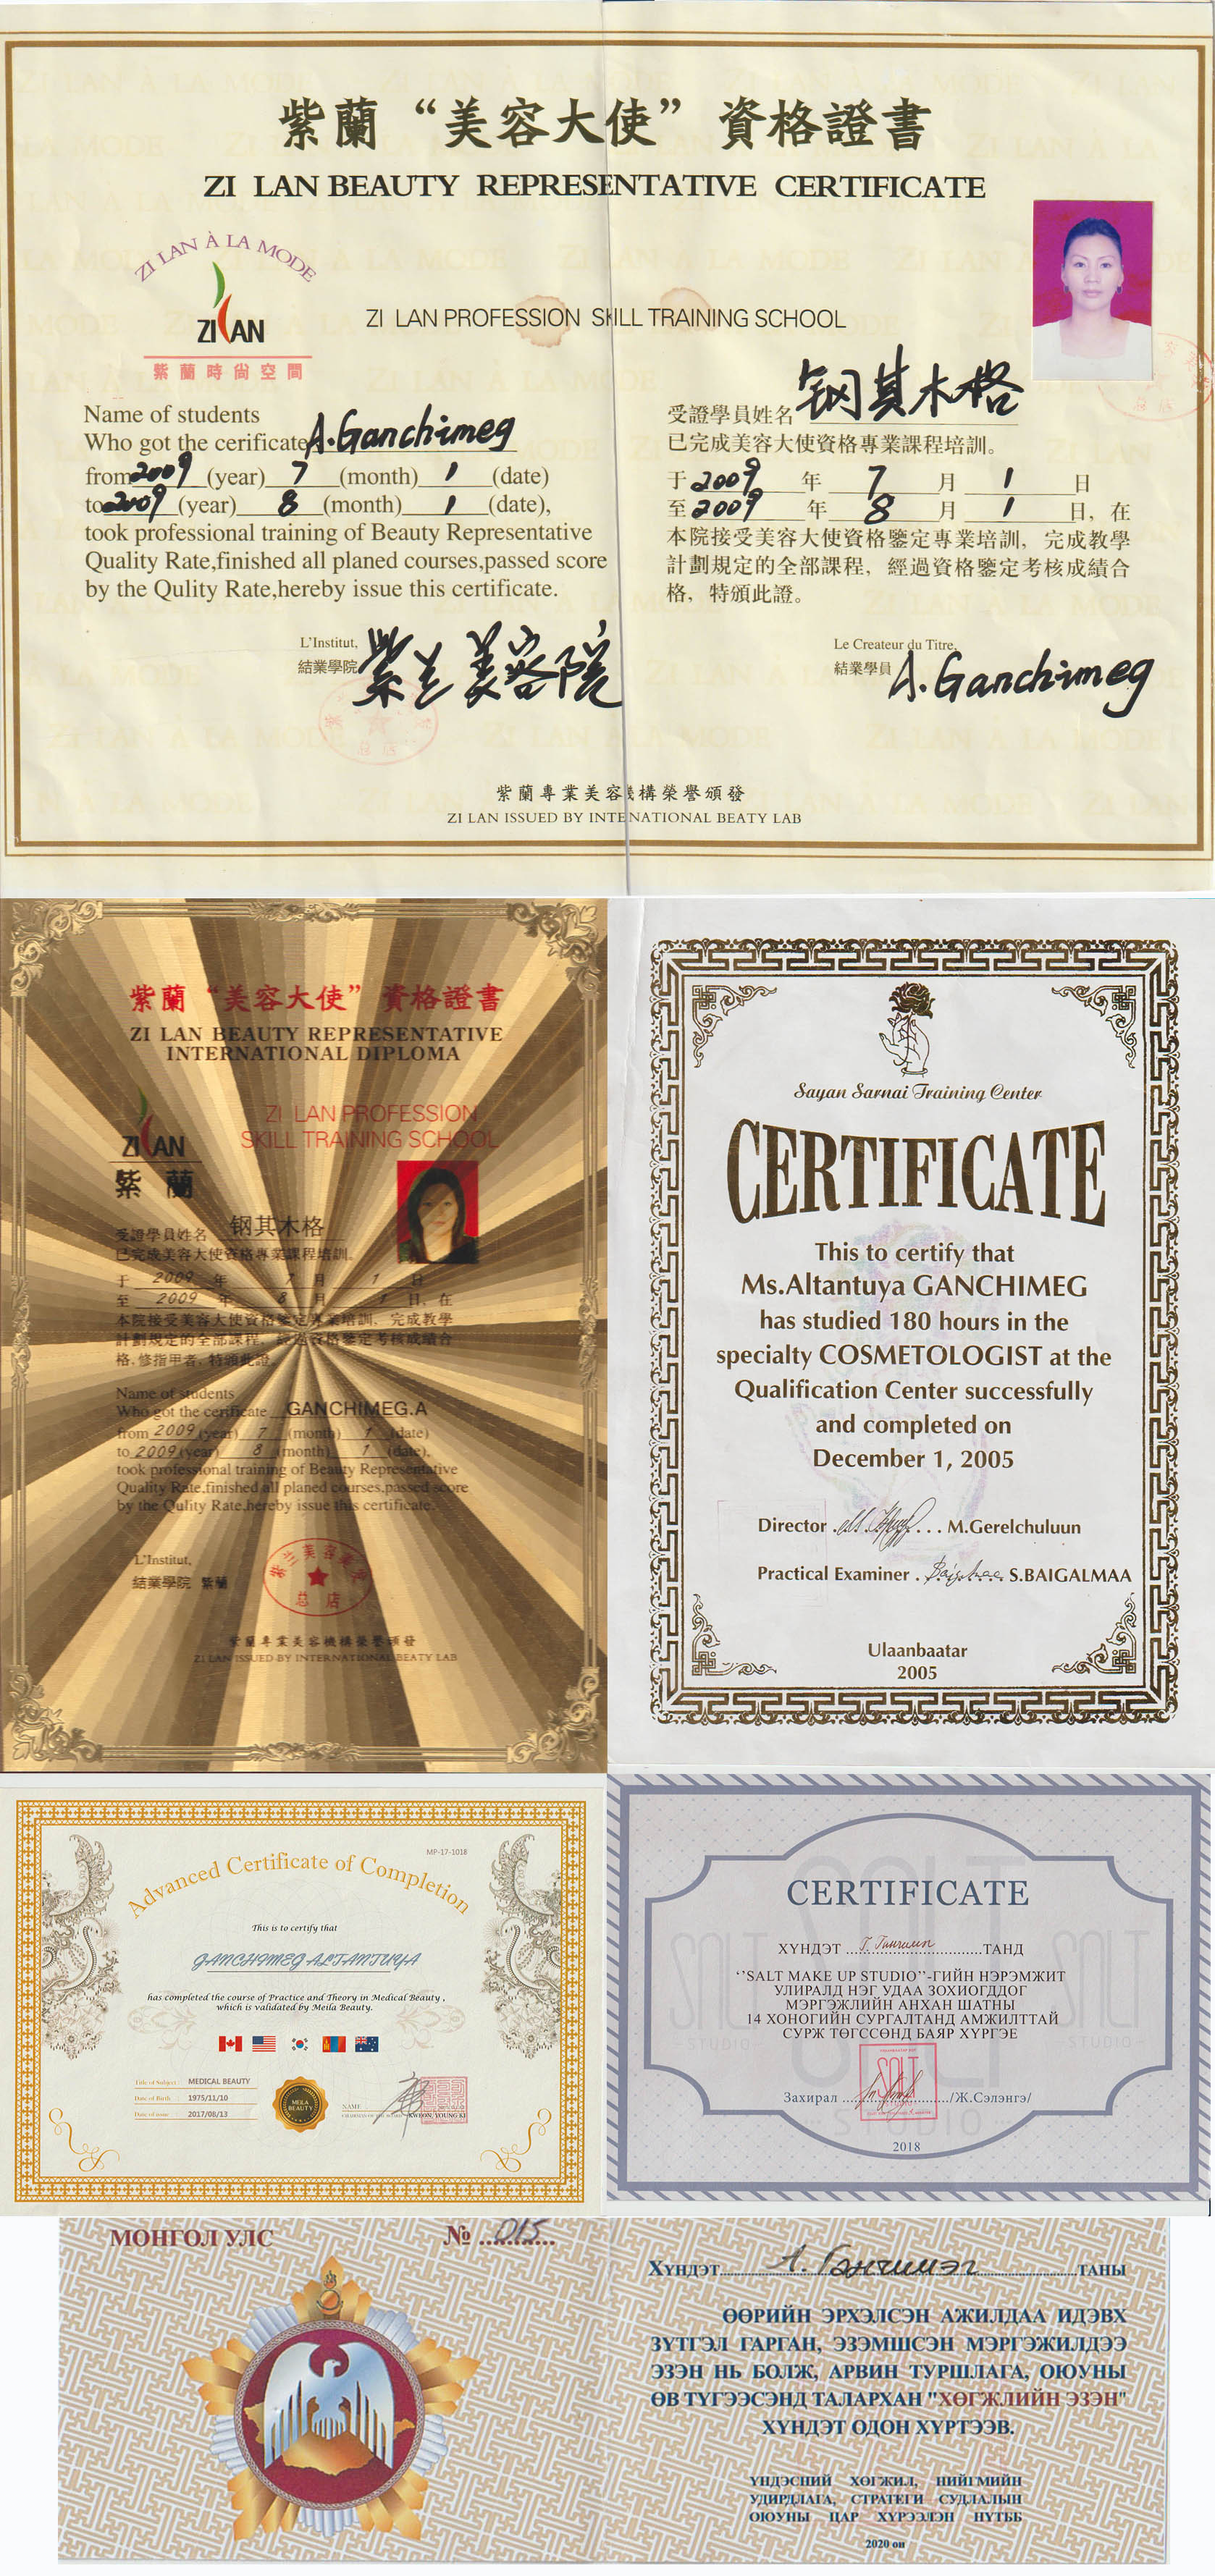 紫蘭“美容大使”資格證書
ZI LAN BEAUTY REPRESENTATIVE CERTIFICATE
ZI LAN À LA MODE
ZI LAN
紫蘭時尚空間
ZI LAN PROFESSION SKILL TRAINING SCHOOL
Name of students
Who got the cerificate A.Ganchimeg
from 2009 (year) 7 (month) 1 (date)
to 2009 (year) 8 (month) 1 (date),
took professional training of Beauty Representative
Quality Rate,finished all planed courses,passed score
by the Qulity Rate,hereby issue this certificate.
L'Institut,
結業學院 紫兰美容院
受證學員姓名 钢其木格
已完成美容大使資格專業課程培訓。
于 2009 年 7 月 1 日
至 2009 年 8 月 1 日, 在
本院接受美容大使資格鑒定專業培訓, 完成教學
計劃規定的全部課程, 經過資格鑒定考核成績合
格, 特頒此證。
Le Createur du Titre,
結業學員 A.Ganchimeg
紫蘭專業美容機構榮譽頒發
ZI LAN ISSUED BY INTENATIONAL BEATY LAB
紫蘭“美容大使”資格證書
ZI LAN BEAUTY REPRESENTATIVE
INTERNATIONAL DIPLOMA
ZI LAN
紫蘭
ZI LAN PROFESSION
SKILL TRAINING SCHOOL
受證學員姓名 钢其木格
已完成美容大使資格專業課程培訓.
于 2009 年 7 月 1 日
至 2009 年 8 月 1 日, 在
本院接受美容大使資格鑒定專業培訓, 完成教學
計劃規定的全部課程, 經過資格鑒定考核成績合
格,修指甲者,特頒此證
Name of students
Who got the cerificate GANCHIMEG.A
from 2009 (year) 7 (month) 1 (date)
to 2009 (year) 8 (month) 1 (date),
took professional training of Beauty Representative
Quality Rate,finished all planed courses,passed score
by the Qulity Rate,hereby issue this certificate.
L'Institut,
結業學院 紫蘭
总店
紫蘭專業美容機構榮譽頒發
ZI LAN ISSUED BY INTERNATIONAL BEATY LAB
Sayan Sarnai Training Center
CERTIFICATE
This to certify that
Ms.Altantuya GANCHIMEG
has studied 180 hours in the
specialty COSMETOLOGIST at the
Qualification Center successfully
and completed on
December 1, 2005
Director ... M.Gerelchuluun
Practical Examiner . S.BAIGALMAA
Ulaanbaatar
2005
MP-17-1018
Advanced Certificate of Completion
This is to certify that
GANCHIMEG ALTANTUYA
has completed the course of Practice and Theory in Medical Beauty ,
which is validated by Meila Beauty.
Title of Subject : MEDICAL BEAUTY
Date of Birth : 1975/11/10
Date of issue : 2017/08/13
MEILA
BEAUTY
NAME
KWEON, YOUNG KI
CERTIFICATE
ХҮНДЭТ ........ТАНД
‘’SALT MAKE UP STUDIO’’-ГИЙН НЭРЭМЖИТ
УЛИРАЛД НЭГ УДАА ЗОХИОГДДОГ
МЭРГЭЖЛИЙН АНХАН ШАТНЫ
14 ХОНОГИЙН СУРГАЛТАНД АМЖИЛТТАЙ
СУРЖ ТӨГССӨНД БАЯР ХҮРГЭЕ
SALT
Захирал ......../Ж.Сэлэнгэ/
2018
МОНГОЛ УЛС
№ 015
ХҮНДЭТ А. Ганчимэг ТАНЫ
ӨӨРИЙН ЭРХЭЛСЭН АЖИЛДАА ИДЭВХ
ЗҮТГЭЛ ГАРГАН, ЭЗЭМШСЭН МЭРГЭЖИЛДЭЭ
ЭЗЭН НЬ БОЛЖ, АРВИН ТУРШЛАГА, ОЮУНЫ
ӨВ ТҮГЭЭСЭНД ТАЛАРХАН "ХӨГЖЛИЙН ЭЗЭН"
ХҮНДЭТ ОДОН ХҮРТЭЭВ.
ҮНДЭСНИЙ ХӨГЖИЛ, НИЙГМИЙН
УДИРДЛАГА, СТРАТЕГИ СУДЛАЛЫН
ОЮУНЫ ЦАР ХҮРЭЭЛЭН НҮТББ
2020 он